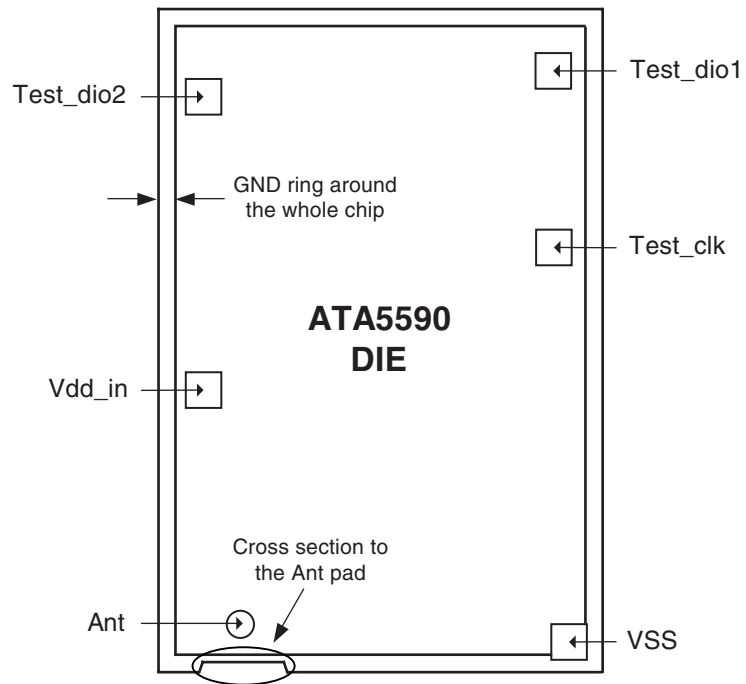 Test_dio2
Test_dio1
GND ring around
the whole chip
Test_clk
ATA5590
DIE
Vdd_in
Cross section to
the Ant pad
Ant
VSS